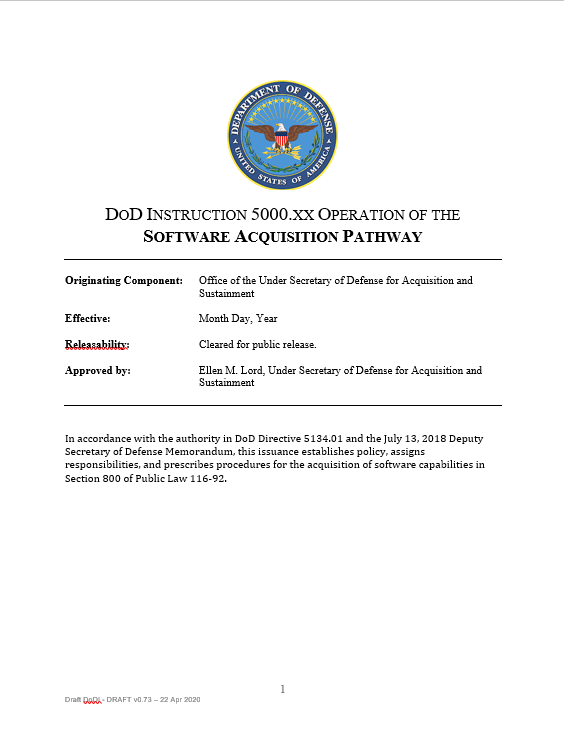 DEPARTMENT OF DEFENSE
UNITED STATES OF AMERICA
DOD INSTRUCTION 5000.XX OPERATION OF THE
SOFTWARE ACQUISITION PATHWAY
Originating Component: Office of the Under Secretary of Defense for Acquisition and
Sustainment
Effective: Month Day, Year
Releasability: Cleared for public release.
Approved by: Ellen M. Lord, Under Secretary of Defense for Acquisition and
Sustainment
In accordance with the authority in DoD Directive 5134.01 and the July 13, 2018 Deputy
Secretary of Defense Memorandum, this issuance establishes policy, assigns
responsibilities, and prescribes procedures for the acquisition of software capabilities in
Section 800 of Public Law 116-92.
1
Draft DoDi - DRAFT v0.73 – 22 Apr 2020